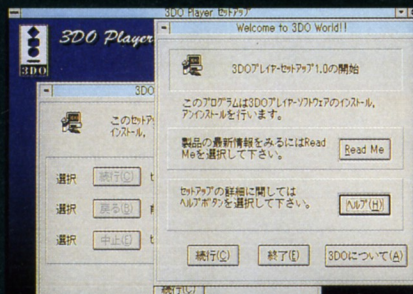 3DO Player ｾｯﾄｱｯﾌﾟ
3DO Player
3DO
3DO
このｾｯﾄｱｯ
ｲﾝｽﾄｰﾙ,
選択 続行(C)
選択 戻る(B)
選択 中止(E)
Welcome to 3DO World!!
3DOﾌﾟﾚｲﾔｰｾｯﾄｱｯﾌﾟ1.0の開始
このﾌﾟﾛｸﾞﾗﾑは3DOﾌﾟﾚｲﾔｰｿﾌﾄｳｪｱのｲﾝｽﾄｰﾙ,
ｱﾝｲﾝｽﾄｰﾙを行います。
製品の最新情報をみるにはRead
Meを選択して下さい。
Read Me
ｾｯﾄｱｯﾌﾟの詳細に関しては
ﾍﾙﾌﾟﾎﾞﾀﾝを選択して下さい。
ﾍﾙﾌﾟ(H)
続行(C) 終了(E) 3DOについて(A)
続行(C)